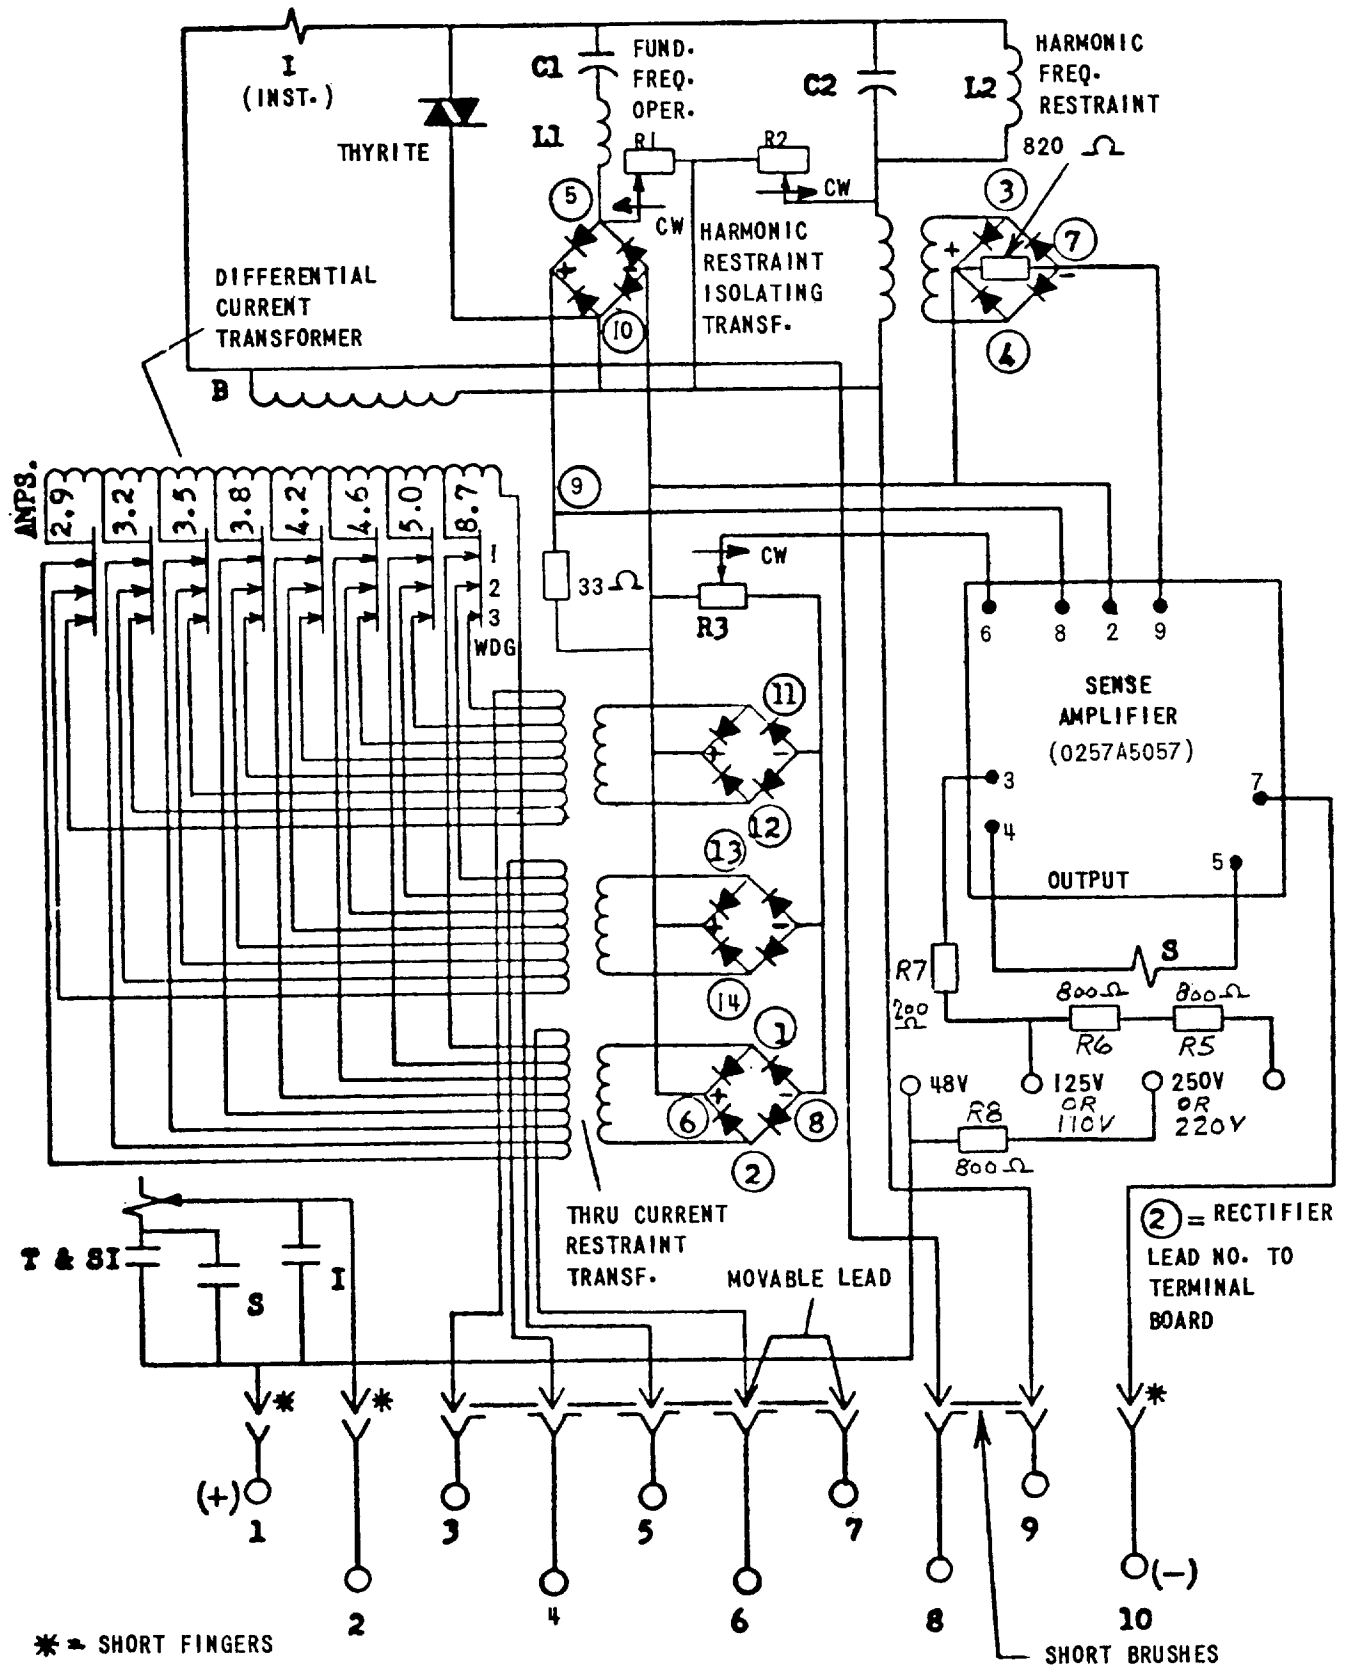 I
(INST.)
THYRITE
C1
L1
FUND.
FREQ.
OPER.
R1
R2
C2
L2
HARMONIC
FREQ.
RESTRAINT
820 Ω
CW
CW
5
10
3
7
4
+
-
+
-
HARMONIC
RESTRAINT
ISOLATING
TRANSF.
DIFFERENTIAL
CURRENT
TRANSFORMER
B
AMPS.
2.9
3.2
3.5
3.8
4.2
4.6
5.0
8.7
1
2
3
WDG
9
33 Ω
CW
R3
6
8
2
9
SENSE
AMPLIFIER
(0257A5057)
3
4
7
5
OUTPUT
S
11
+
-
12
13
+
-
14
1
+
-
6
8
2
R7
200
Ω
800 Ω
800 Ω
R6
R5
48V
125V
OR
110V
250V
OR
220V
R8
800 Ω
THRU CURRENT
RESTRAINT
TRANSF.
MOVABLE LEAD
2 = RECTIFIER
LEAD NO. TO
TERMINAL
BOARD
T & SI
S
I
*
*
*
(+)
1
2
3
4
5
6
7
8
9
10
(-)
* = SHORT FINGERS
SHORT BRUSHES